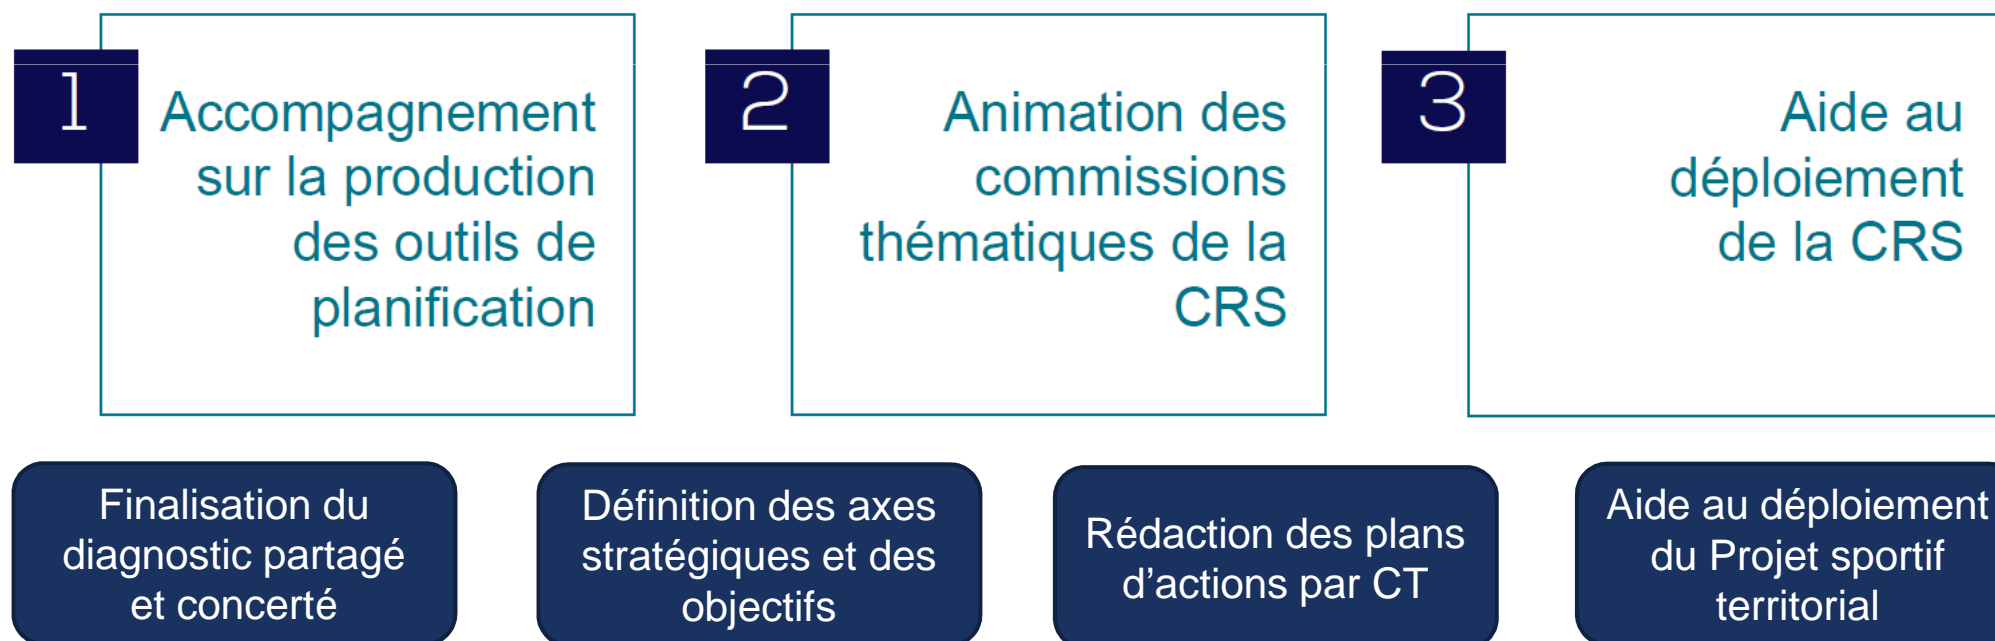 1
Accompagnement
sur la production
des outils de
planification
2
Animation des
commissions
thématiques de la
CRS
3
Aide au
déploiement
de la CRS
Finalisation du
diagnostic partagé
et concerté
Définition des axes
stratégiques et des
objectifs
Rédaction des plans
d’actions par CT
Aide au déploiement
du Projet sportif
territorial